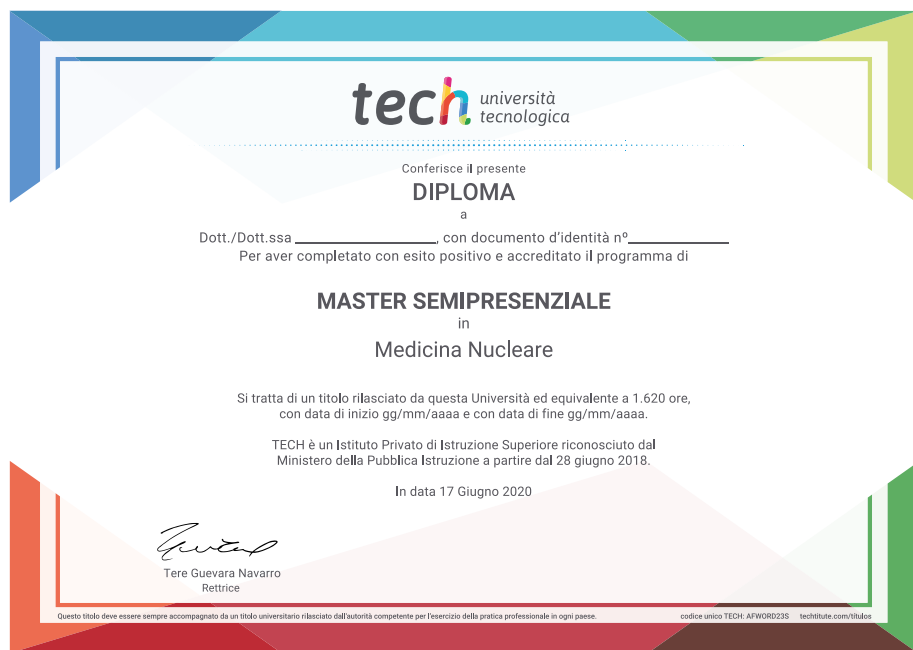 tech università
tecnologica
Conferisce il presente
DIPLOMA
a
Dott./Dott.ssa ________________, con documento d'identità nº____________
Per aver completato con esito positivo e accreditato il programma di
MASTER SEMIPRESENZIALE
in
Medicina Nucleare
Si tratta di un titolo rilasciato da questa Università ed equivalente a 1.620 ore,
con data di inizio gg/mm/aaaa e con data di fine gg/mm/aaaa.
TECH è un Istituto Privato di Istruzione Superiore riconosciuto dal
Ministero della Pubblica Istruzione a partire dal 28 giugno 2018.
In data 17 Giugno 2020
Tere Guevara Navarro
Rettrice
Questo titolo deve essere sempre accompagnato da un titolo universitario rilasciato dall'autorità competente per l'esercizio della pratica professionale in ogni paese. codice unico TECH: AFWORD23S techtitute.com/titulos